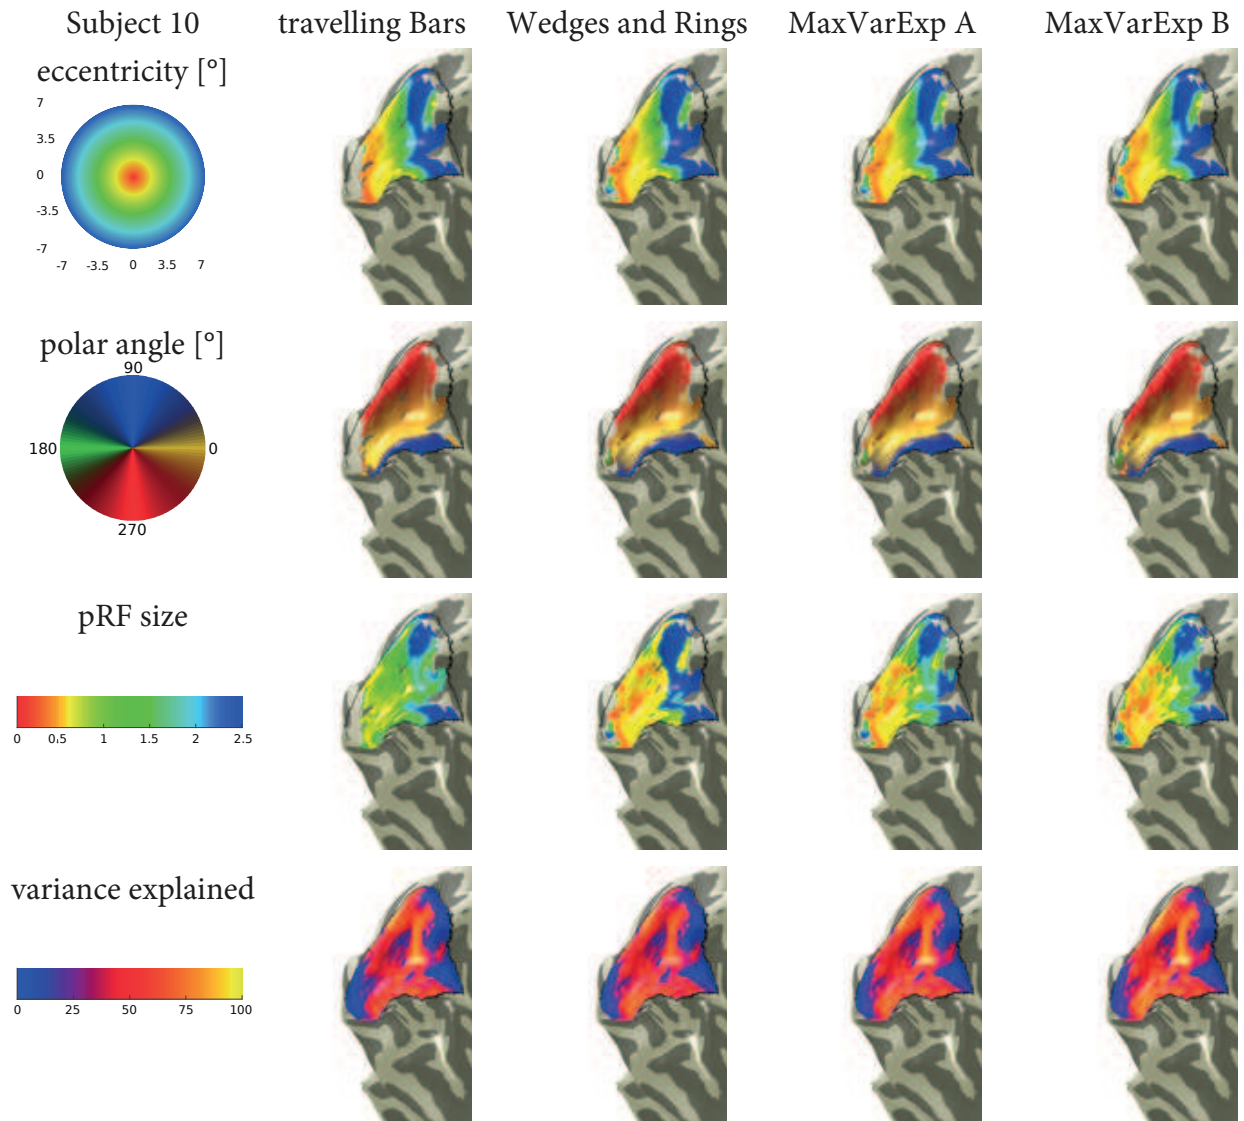 Subject 10 travelling Bars Wedges and Rings MaxVarExp A MaxVarExp B
eccentricity [°]
7
3.5
0
-3.5
-7
-7 -3.5 0 3.5 7
polar angle [°]
90
180 0
270
pRF size
0 0.5 1 1.5 2 2.5
variance explained
0 25 50 75 100